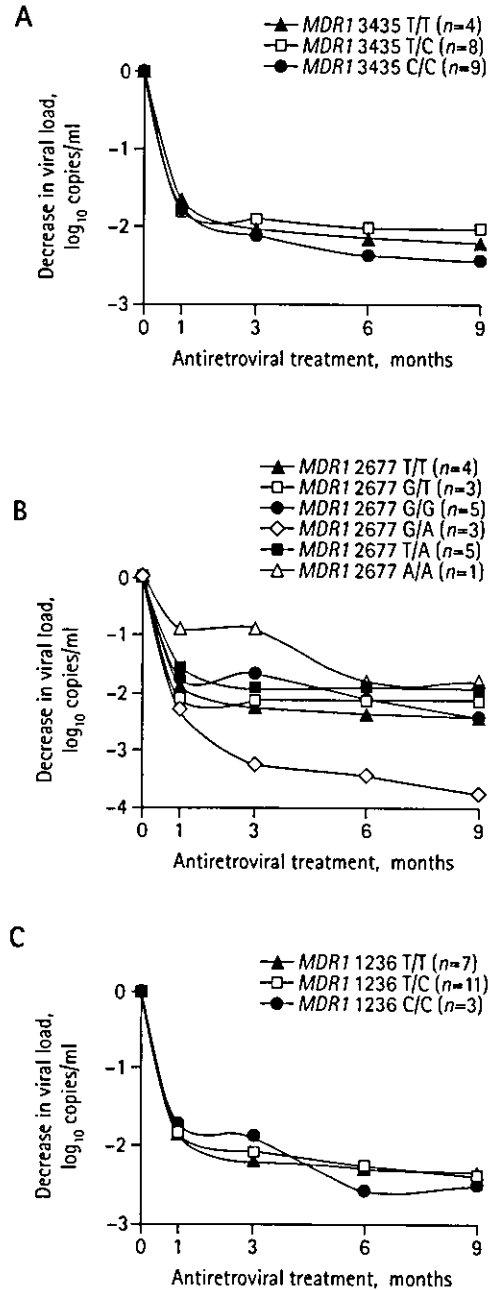 A
MDR1 3435 T/T (n=4)
MDR1 3435 T/C (n=8)
MDR1 3435 C/C (n=9)
Decrease in viral load,
log10 copies/ml
0
−1
−2
−3
0 1 3 6 9
Antiretroviral treatment, months
B
MDR1 2677 T/T (n=4)
MDR1 2677 G/T (n=3)
MDR1 2677 G/G (n=5)
MDR1 2677 G/A (n=3)
MDR1 2677 T/A (n=5)
MDR1 2677 A/A (n=1)
Decrease in viral load,
log10 copies/ml
0
−1
−2
−3
−4
0 1 3 6 9
Antiretroviral treatment, months
C
MDR1 1236 T/T (n=7)
MDR1 1236 T/C (n=11)
MDR1 1236 C/C (n=3)
Decrease in viral load,
log10 copies/ml
0
−1
−2
−3
0 1 3 6 9
Antiretroviral treatment, months